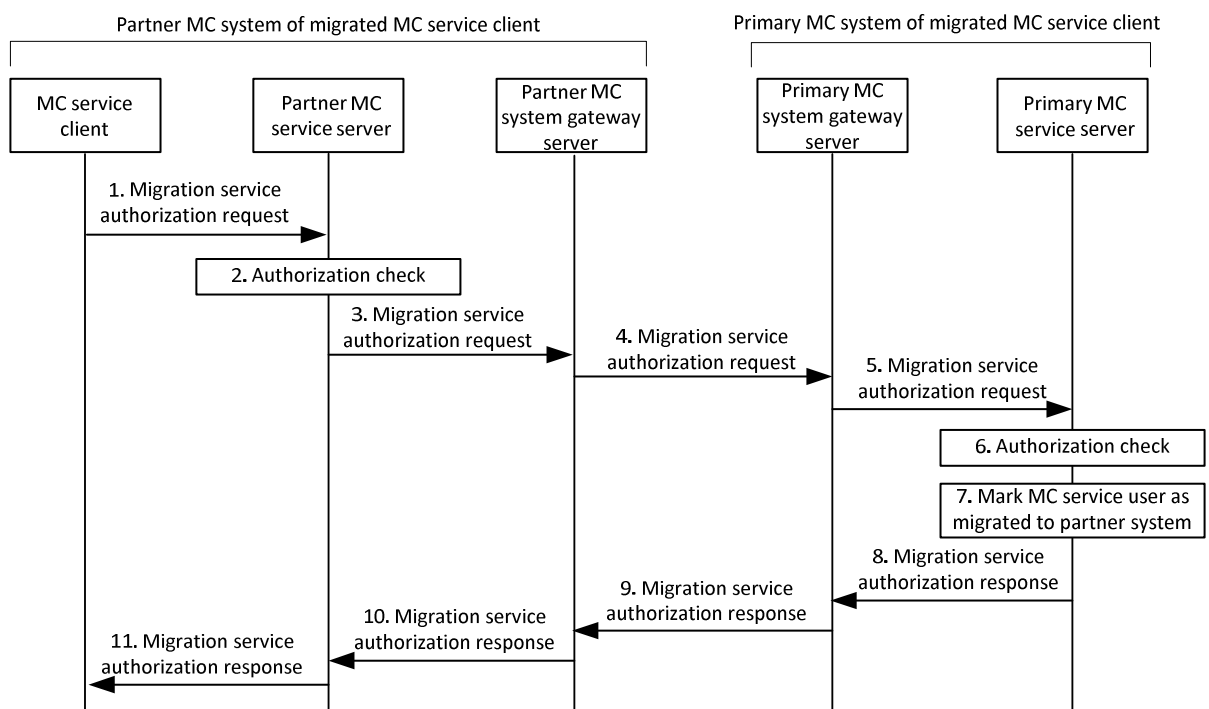 Partner MC system of migrated MC service client
Primary MC system of migrated MC service client
MC service
client
Partner MC
service server
Partner MC
system gateway
server
Primary MC
system gateway
server
Primary MC
service server
1. Migration service
authorization request
2. Authorization check
3. Migration service
authorization request
4. Migration service
authorization request
5. Migration service
authorization request
6. Authorization check
7. Mark MC service user as
migrated to partner system
8. Migration service
authorization response
9. Migration service
authorization response
10. Migration service
authorization response
11. Migration service
authorization response